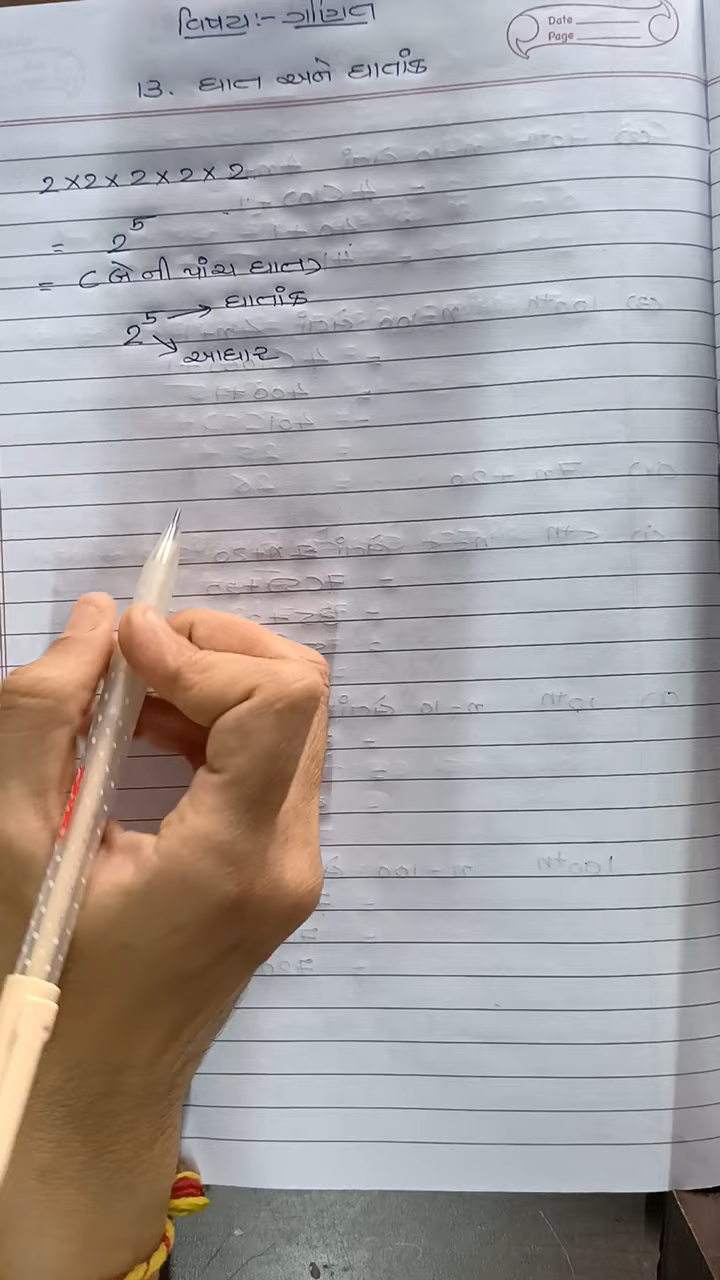 વિષય:- ગણિત
Date
Page
13. ઘાત અને ઘાતાંક
2 × 2 × 2 × 2 × 2
= 2⁵
= (બે ની પાંચ ઘાત)
2⁵ → ઘાતાંક
↘ આધાર